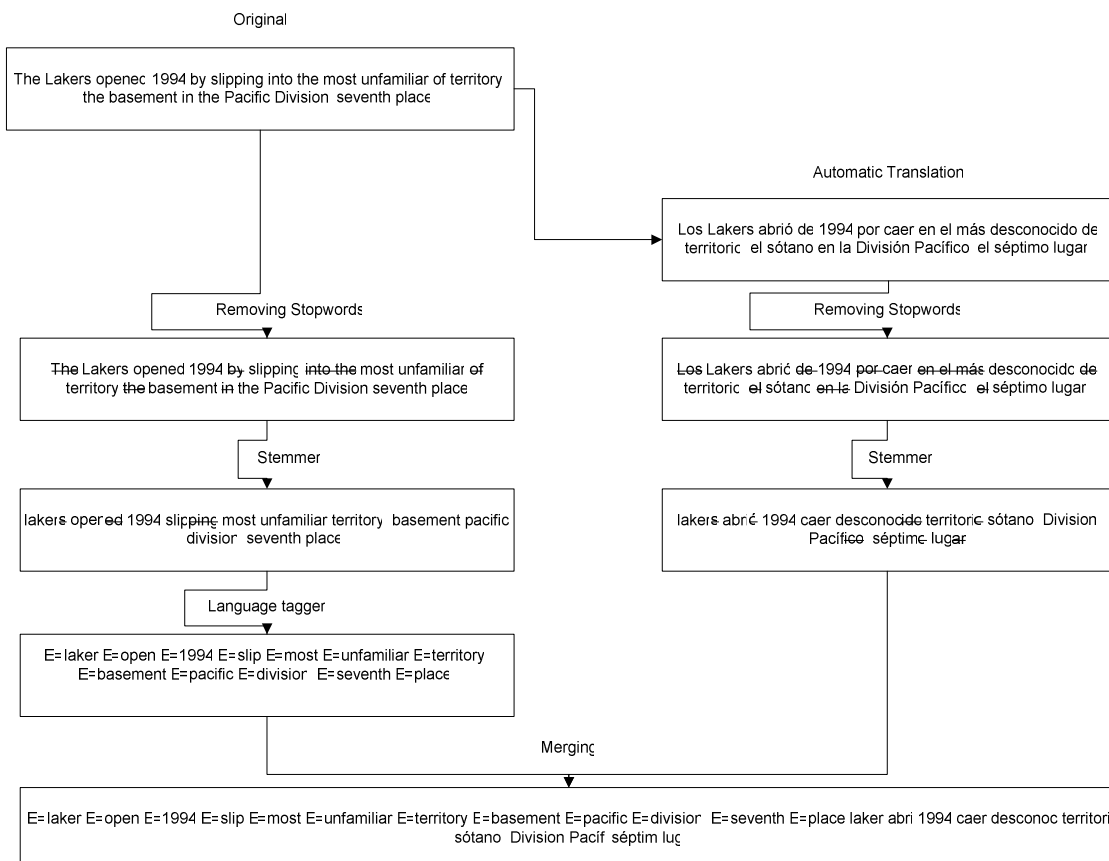 Original
The Lakers opened 1994 by slipping into the most unfamiliar of territory
the basement in the Pacific Division seventh place
Automatic Translation
Los Lakers abrió de 1994 por caer en el más desconocido de
territorio el sótano en la División Pacífico el séptimo lugar
Removing Stopwords
Removing Stopwords
The Lakers opened 1994 by slipping into the most unfamiliar of
territory the basement in the Pacific Division seventh place
Los Lakers abrió de 1994 por caer en el más desconocido de
territorio el sótano en la División Pacífico el séptimo lugar
Stemmer
Stemmer
lakers opened 1994 slipping most unfamiliar territory basement pacific
division seventh place
lakers abrió 1994 caer desconocido territorio sótano Division
Pacífico séptimo lugar
Language tagger
E=laker E=open E=1994 E=slip E=most E=unfamiliar E=territory
E=basement E=pacific E=division E=seventh E=place
Merging
E=laker E=open E=1994 E=slip E=most E=unfamiliar E=territory E=basement E=pacific E=division E=seventh E=place laker abri 1994 caer desconoc territori
sótano Division Pacíf séptim lug